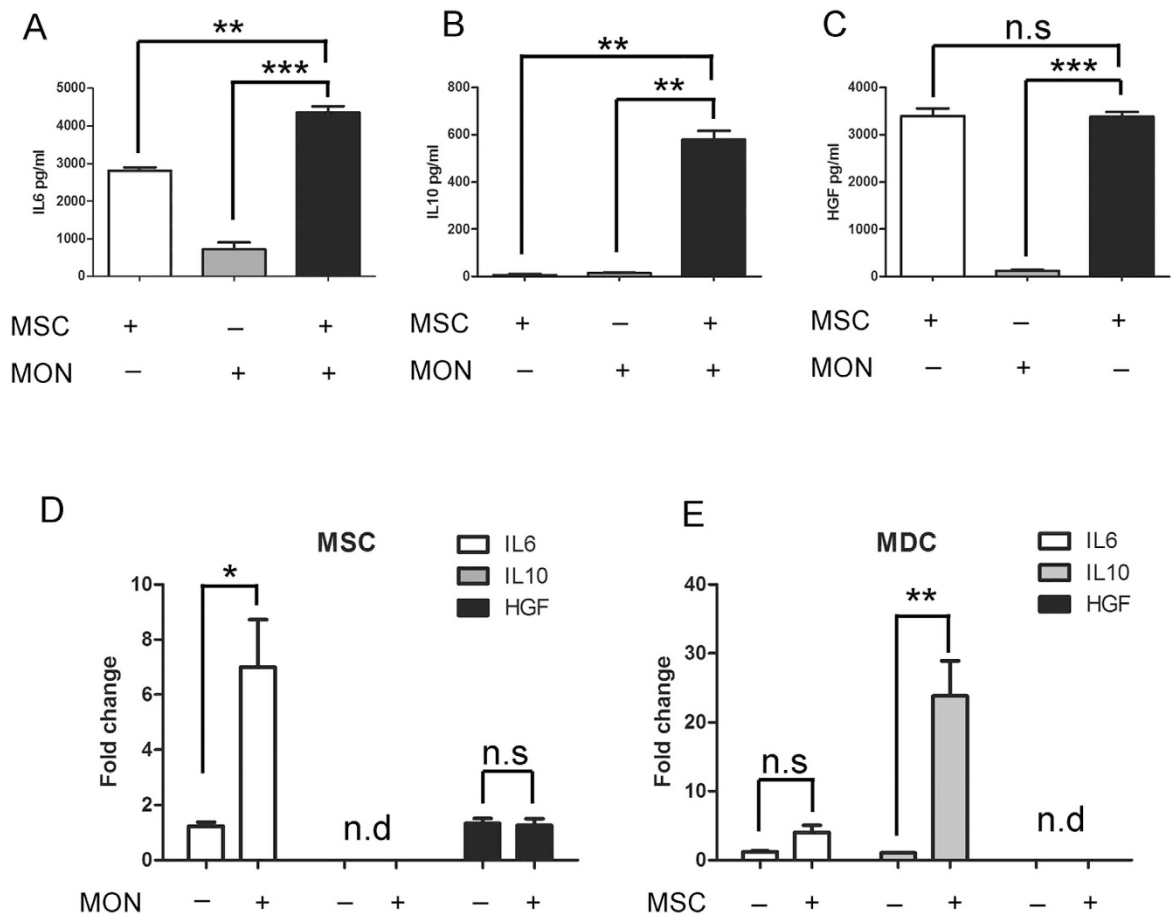 A
B
C
** ** n.s
*** ** ***
5000 4000 3000 2000 1000 0
IL6 pg/ml
800 600 400 200 0
IL10 pg/ml
4000 3000 2000 1000 0
HGF pg/ml
MSC + – + MSC + – + MSC + – +
MON – + + MON – + + MON – + –
D
MSC
IL6
IL10
HGF
10
8
6
4
2
0
Fold change
*
n.d
n.s
MON – + – + – +
E
MDC
IL6
IL10
HGF
40
30
20
10
0
Fold change
n.s
**
n.d
MSC – + – + – +